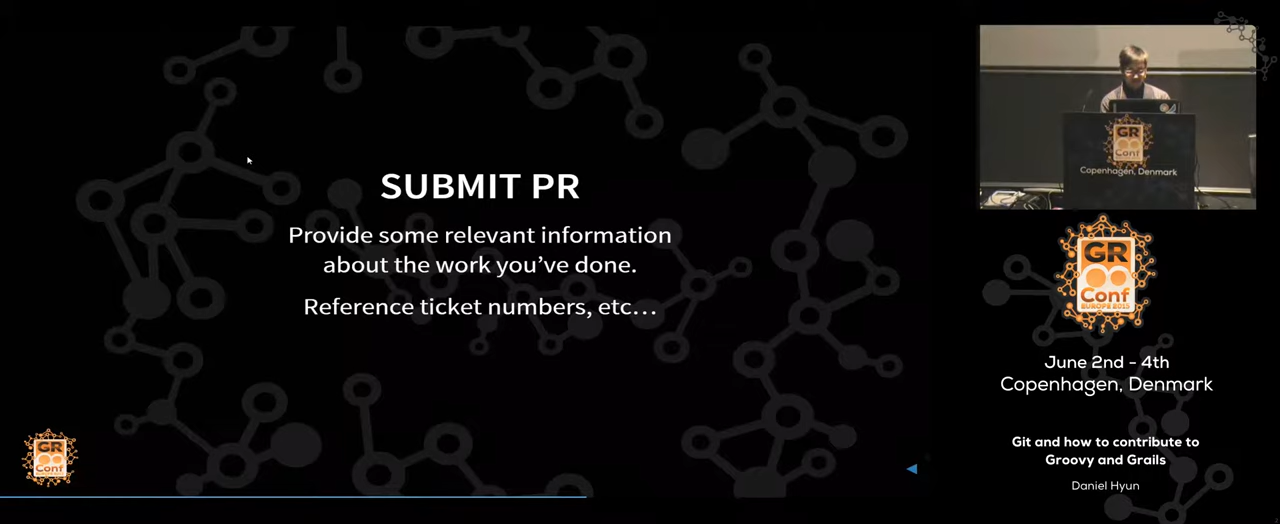 SUBMIT PR
Provide some relevant information
about the work you've done.
Reference ticket numbers, etc...
GR
Conf
GR
Conf
Copenhagen, Denmark
GR
Conf
EUROPE 2015
June 2nd - 4th
Copenhagen, Denmark
Git and how to contribute to
Groovy and Grails
Daniel Hyun